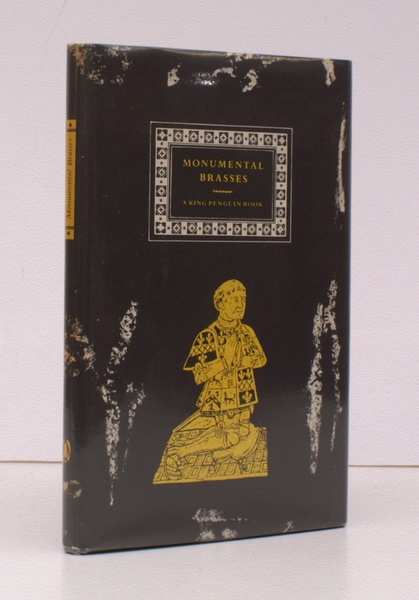 MONUMENTAL
BRASSES
A KING PENGUIN BOOK
Monumental Brasses